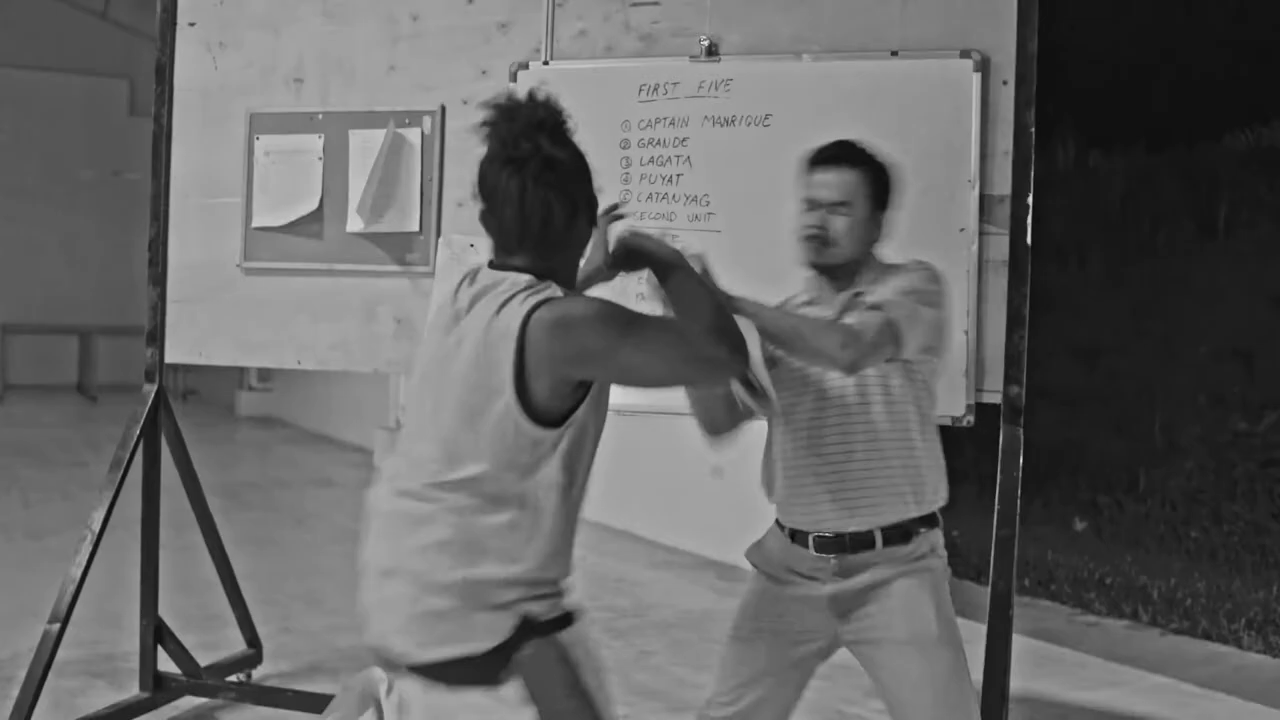 FIRST FIVE
① CAPTAIN MANRIQUE
② GRANDE
③ LAGATA
④ PUYAT
⑤ CATANYAG
SECOND UNIT